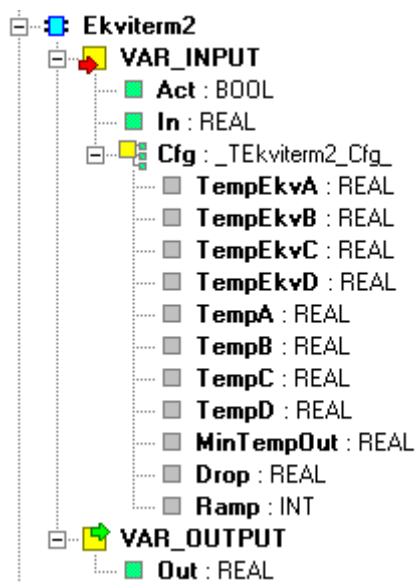 Ekviterm2
VAR_INPUT
Act : BOOL
In : REAL
Cfg : _TEkviterm2_Cfg_
TempEkvA : REAL
TempEkvB : REAL
TempEkvC : REAL
TempEkvD : REAL
TempA : REAL
TempB : REAL
TempC : REAL
TempD : REAL
MinTempOut : REAL
Drop : REAL
Ramp : INT
VAR_OUTPUT
Out : REAL